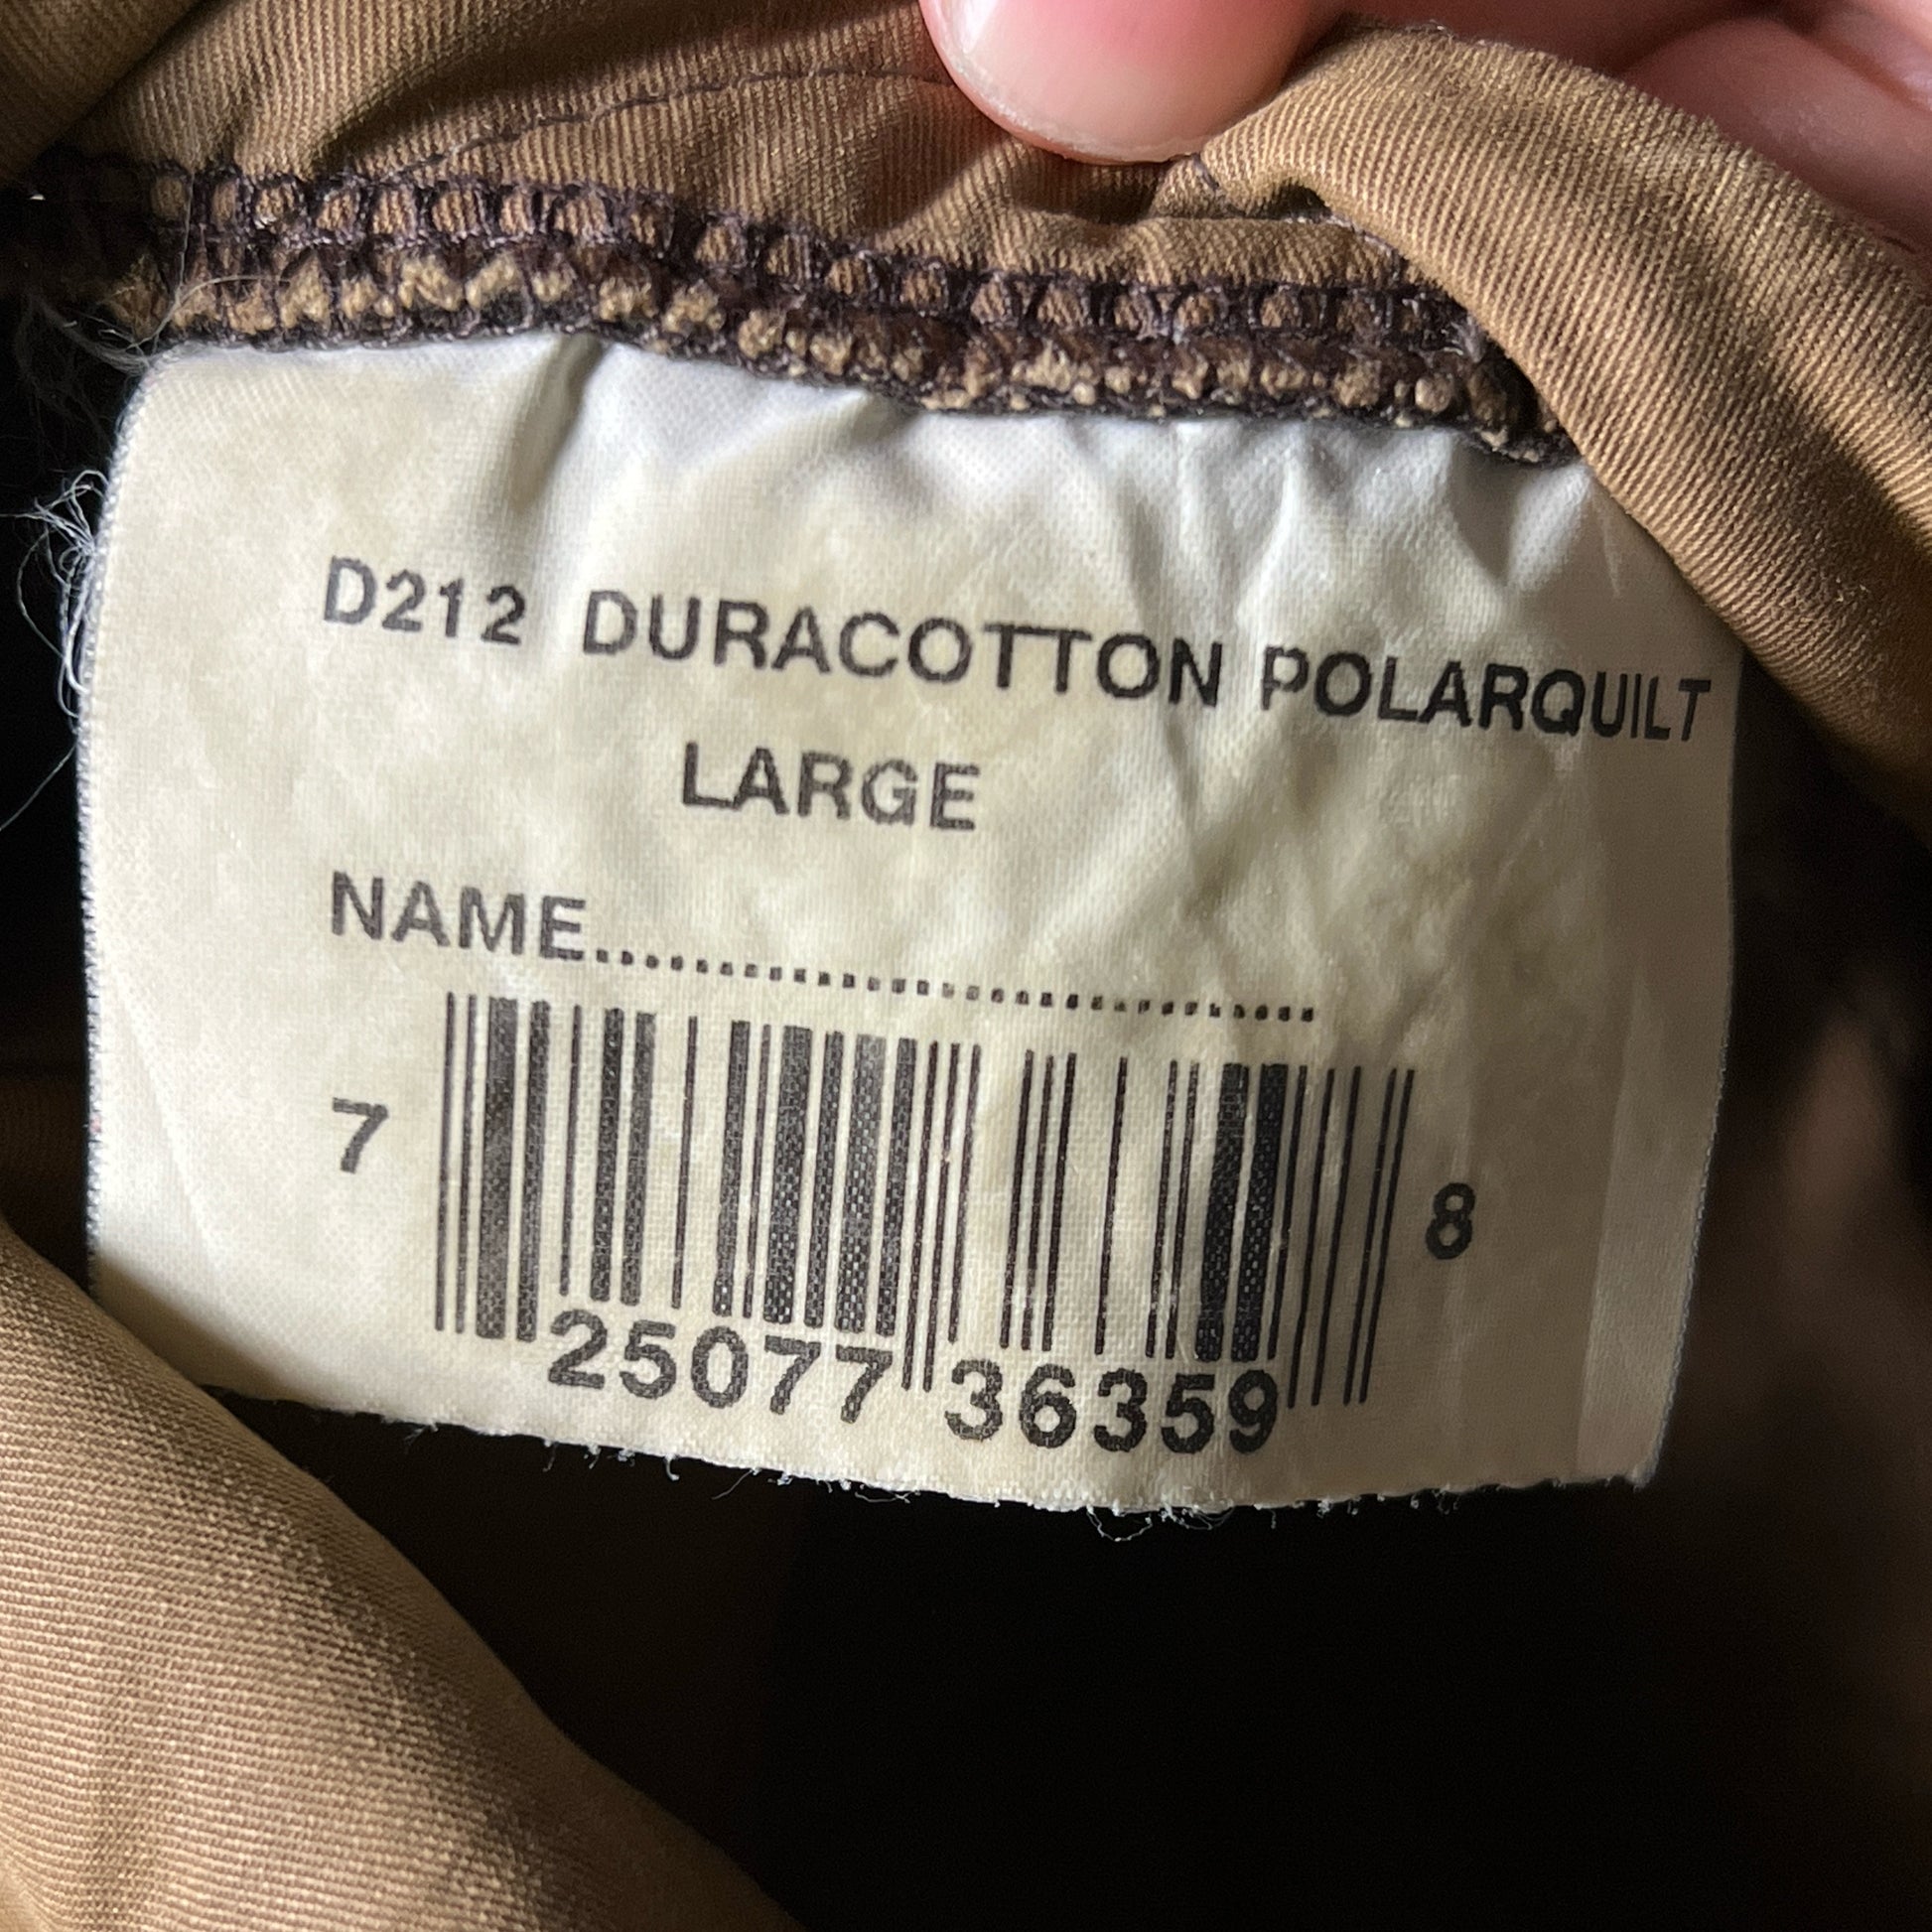 D212 DURACOTTON POLARQUILT
LARGE
NAME..............................
7 25077 36359 8